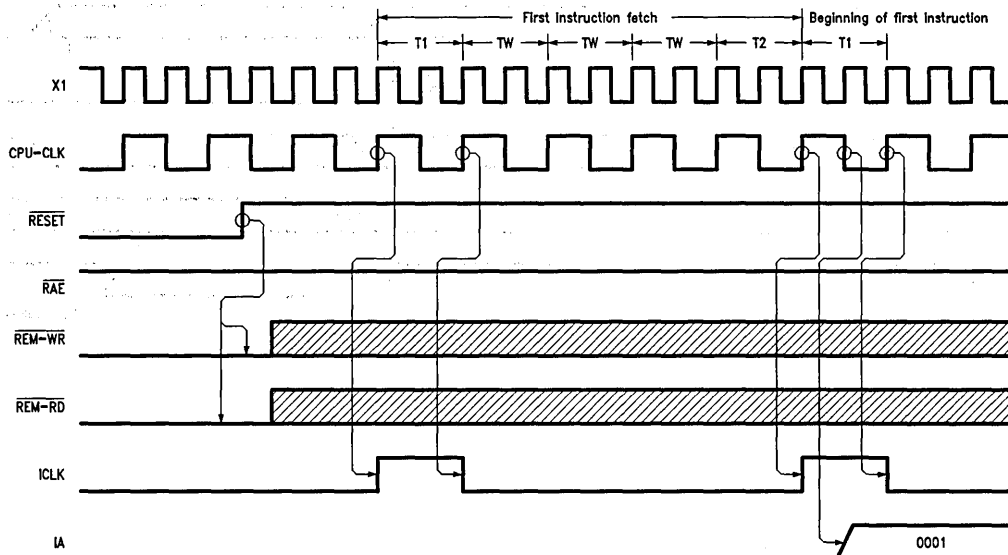 First instruction fetch
Beginning of first instruction
T1 TW TW TW T2 T1
X1
CPU-CLK
RESET
RAE
REM-WR
REM-RD
ICLK
IA
0001